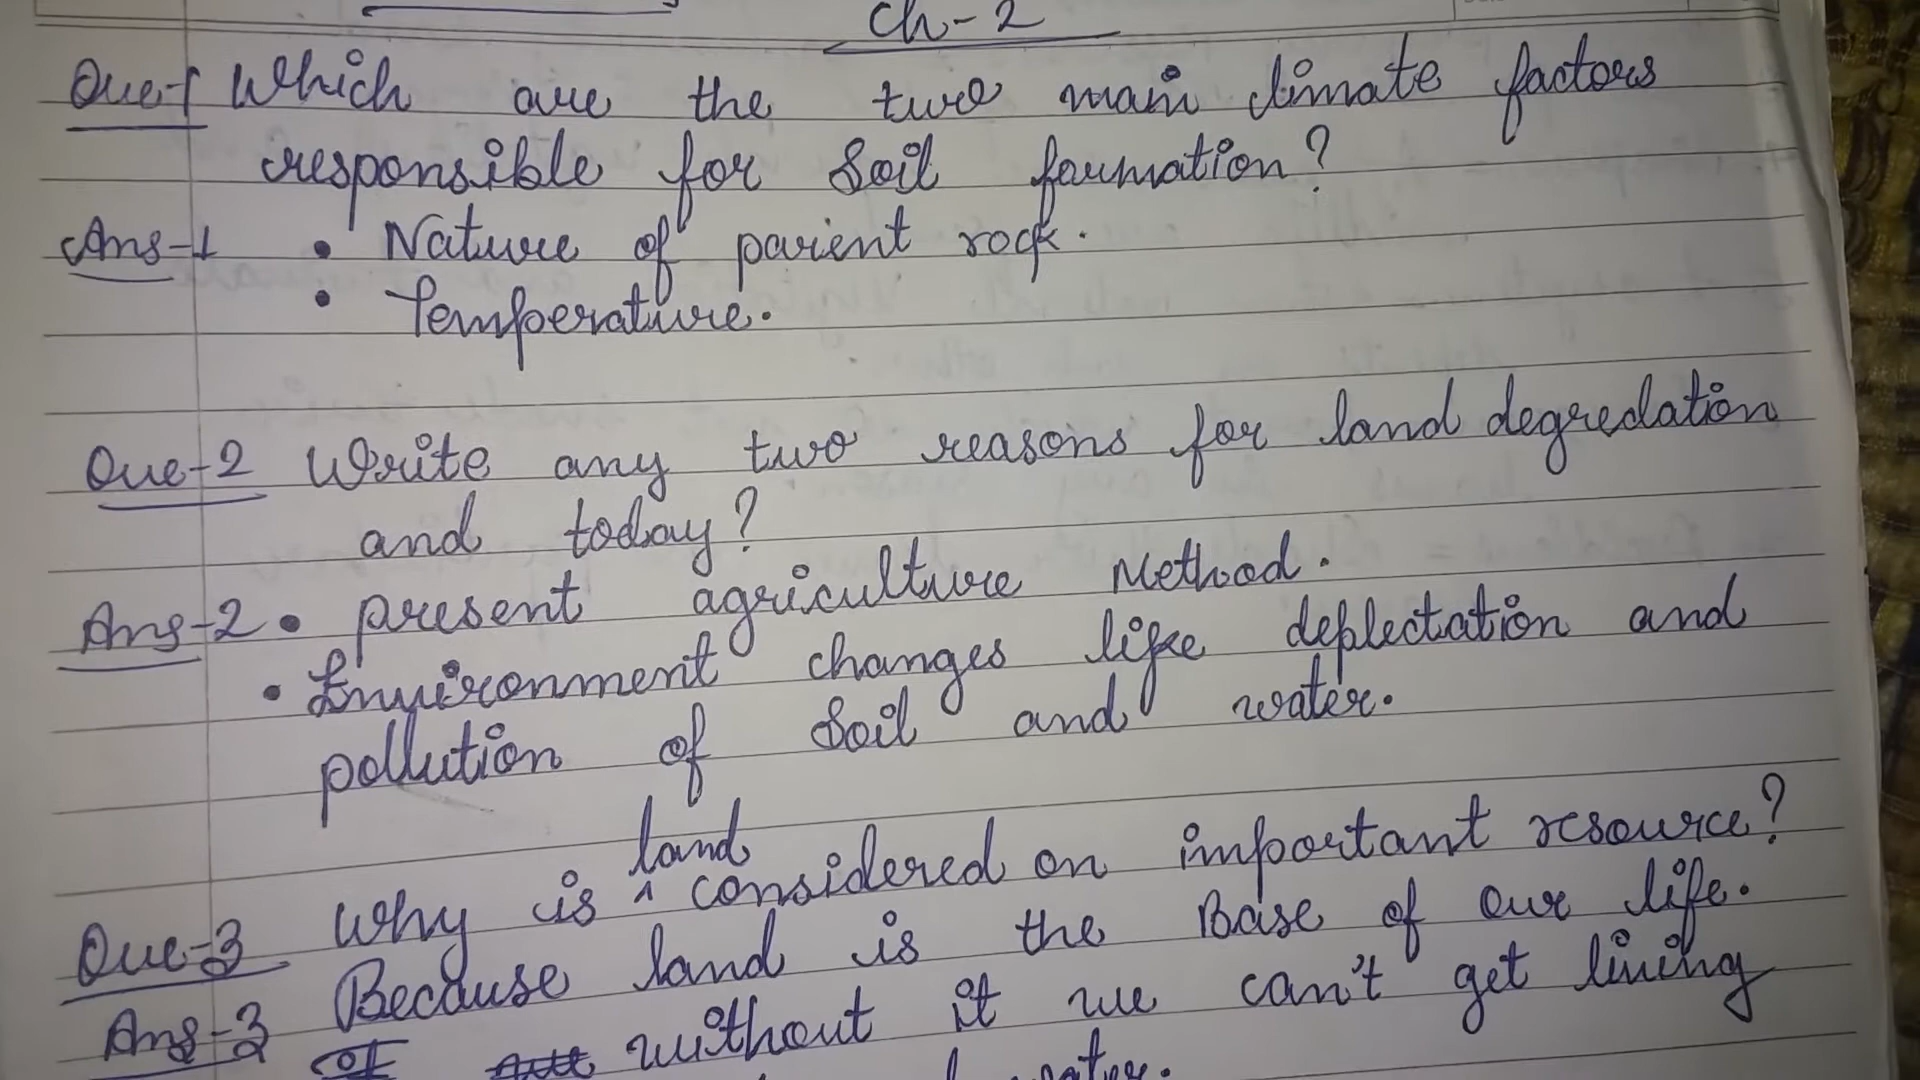 Ch-2
Que-1 Which are the two main climate factors
responsible for Soil formation?
Ans-1 • Nature of parent rock.
• Temperature.
Que-2 Write any two reasons for land degredation
and today?
Ans-2 • present agriculture Method.
• Environment changes like deplectation and
pollution of Soil and water.
land
Que-3 Why is ^ considered on important resource?
Ans-3 Because land is the Base of our life.
of without it we can't get lining
water.